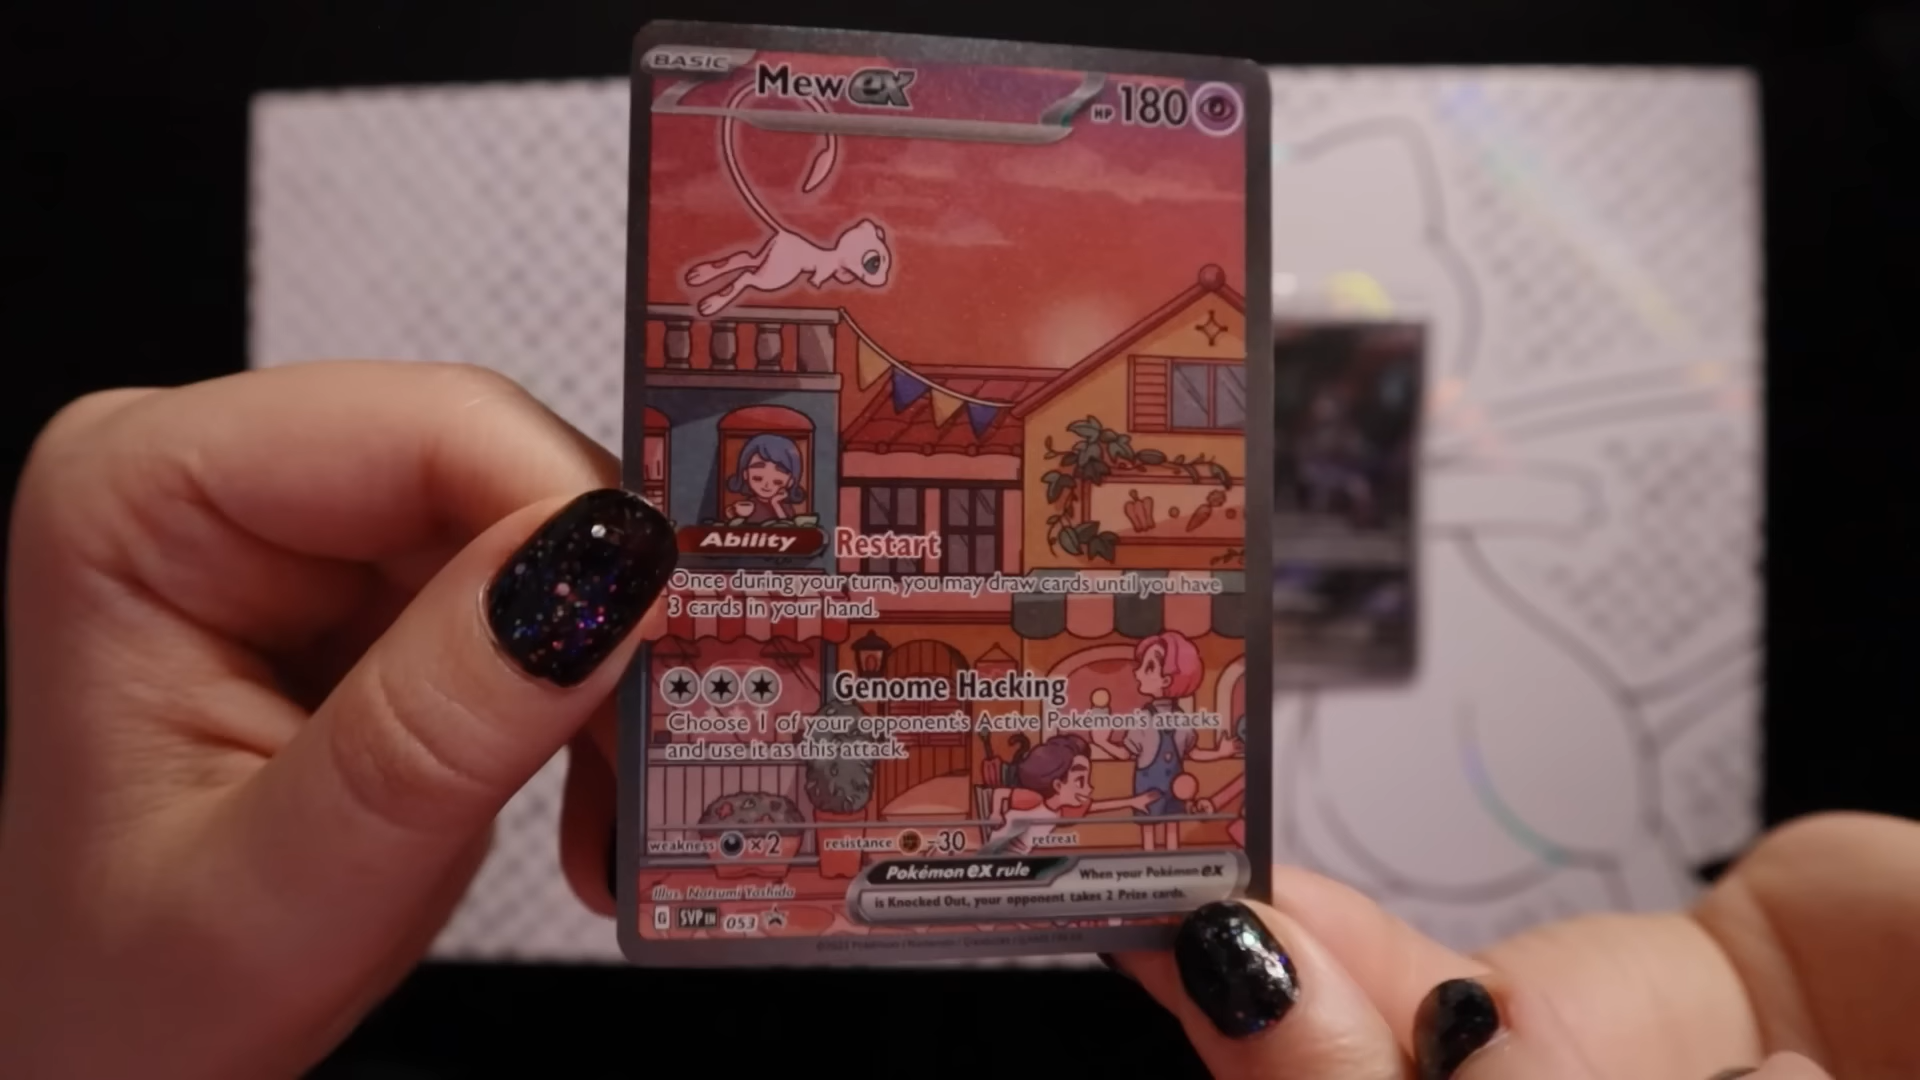 BASIC
Mew ex
HP 180
Ability Restart
Once during your turn, you may draw cards until you have
3 cards in your hand.
Genome Hacking
Choose 1 of your opponent's Active Pokémon's attacks
and use it as this attack.
weakness ×2 resistance -30 retreat
Pokémon ex rule When your Pokémon ex
is Knocked Out, your opponent takes 2 Prize cards.
Illus. Natsumi Yoshida
G SVP EN 053